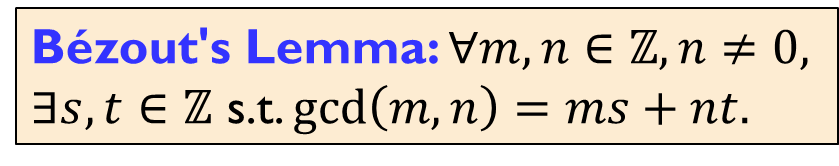 Bézout's Lemma: ∀𝑚, 𝑛 ∈ ℤ, 𝑛 ≠ 0,
∃𝑠, 𝑡 ∈ ℤ s.t. gcd(𝑚, 𝑛) = 𝑚𝑠 + 𝑛𝑡.